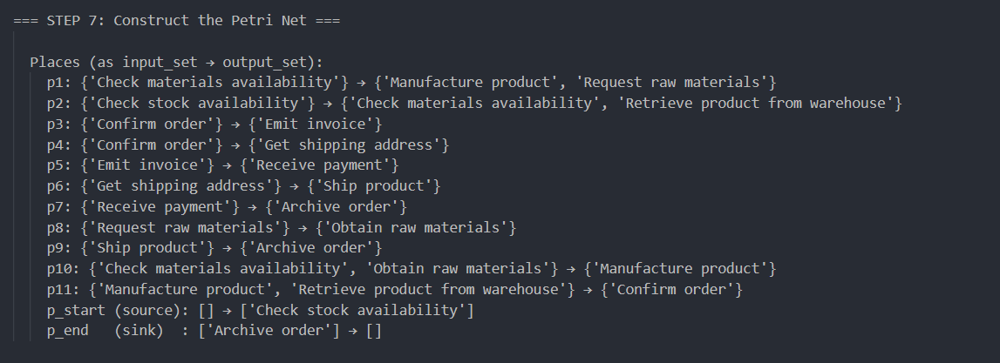 === STEP 7: Construct the Petri Net ===
Places (as input_set → output_set):
p1: {'Check materials availability'} → {'Manufacture product', 'Request raw materials'}
p2: {'Check stock availability'} → {'Check materials availability', 'Retrieve product from warehouse'}
p3: {'Confirm order'} → {'Emit invoice'}
p4: {'Confirm order'} → {'Get shipping address'}
p5: {'Emit invoice'} → {'Receive payment'}
p6: {'Get shipping address'} → {'Ship product'}
p7: {'Receive payment'} → {'Archive order'}
p8: {'Request raw materials'} → {'Obtain raw materials'}
p9: {'Ship product'} → {'Archive order'}
p10: {'Check materials availability', 'Obtain raw materials'} → {'Manufacture product'}
p11: {'Manufacture product', 'Retrieve product from warehouse'} → {'Confirm order'}
p_start (source): [] → ['Check stock availability']
p_end   (sink)  : ['Archive order'] → []